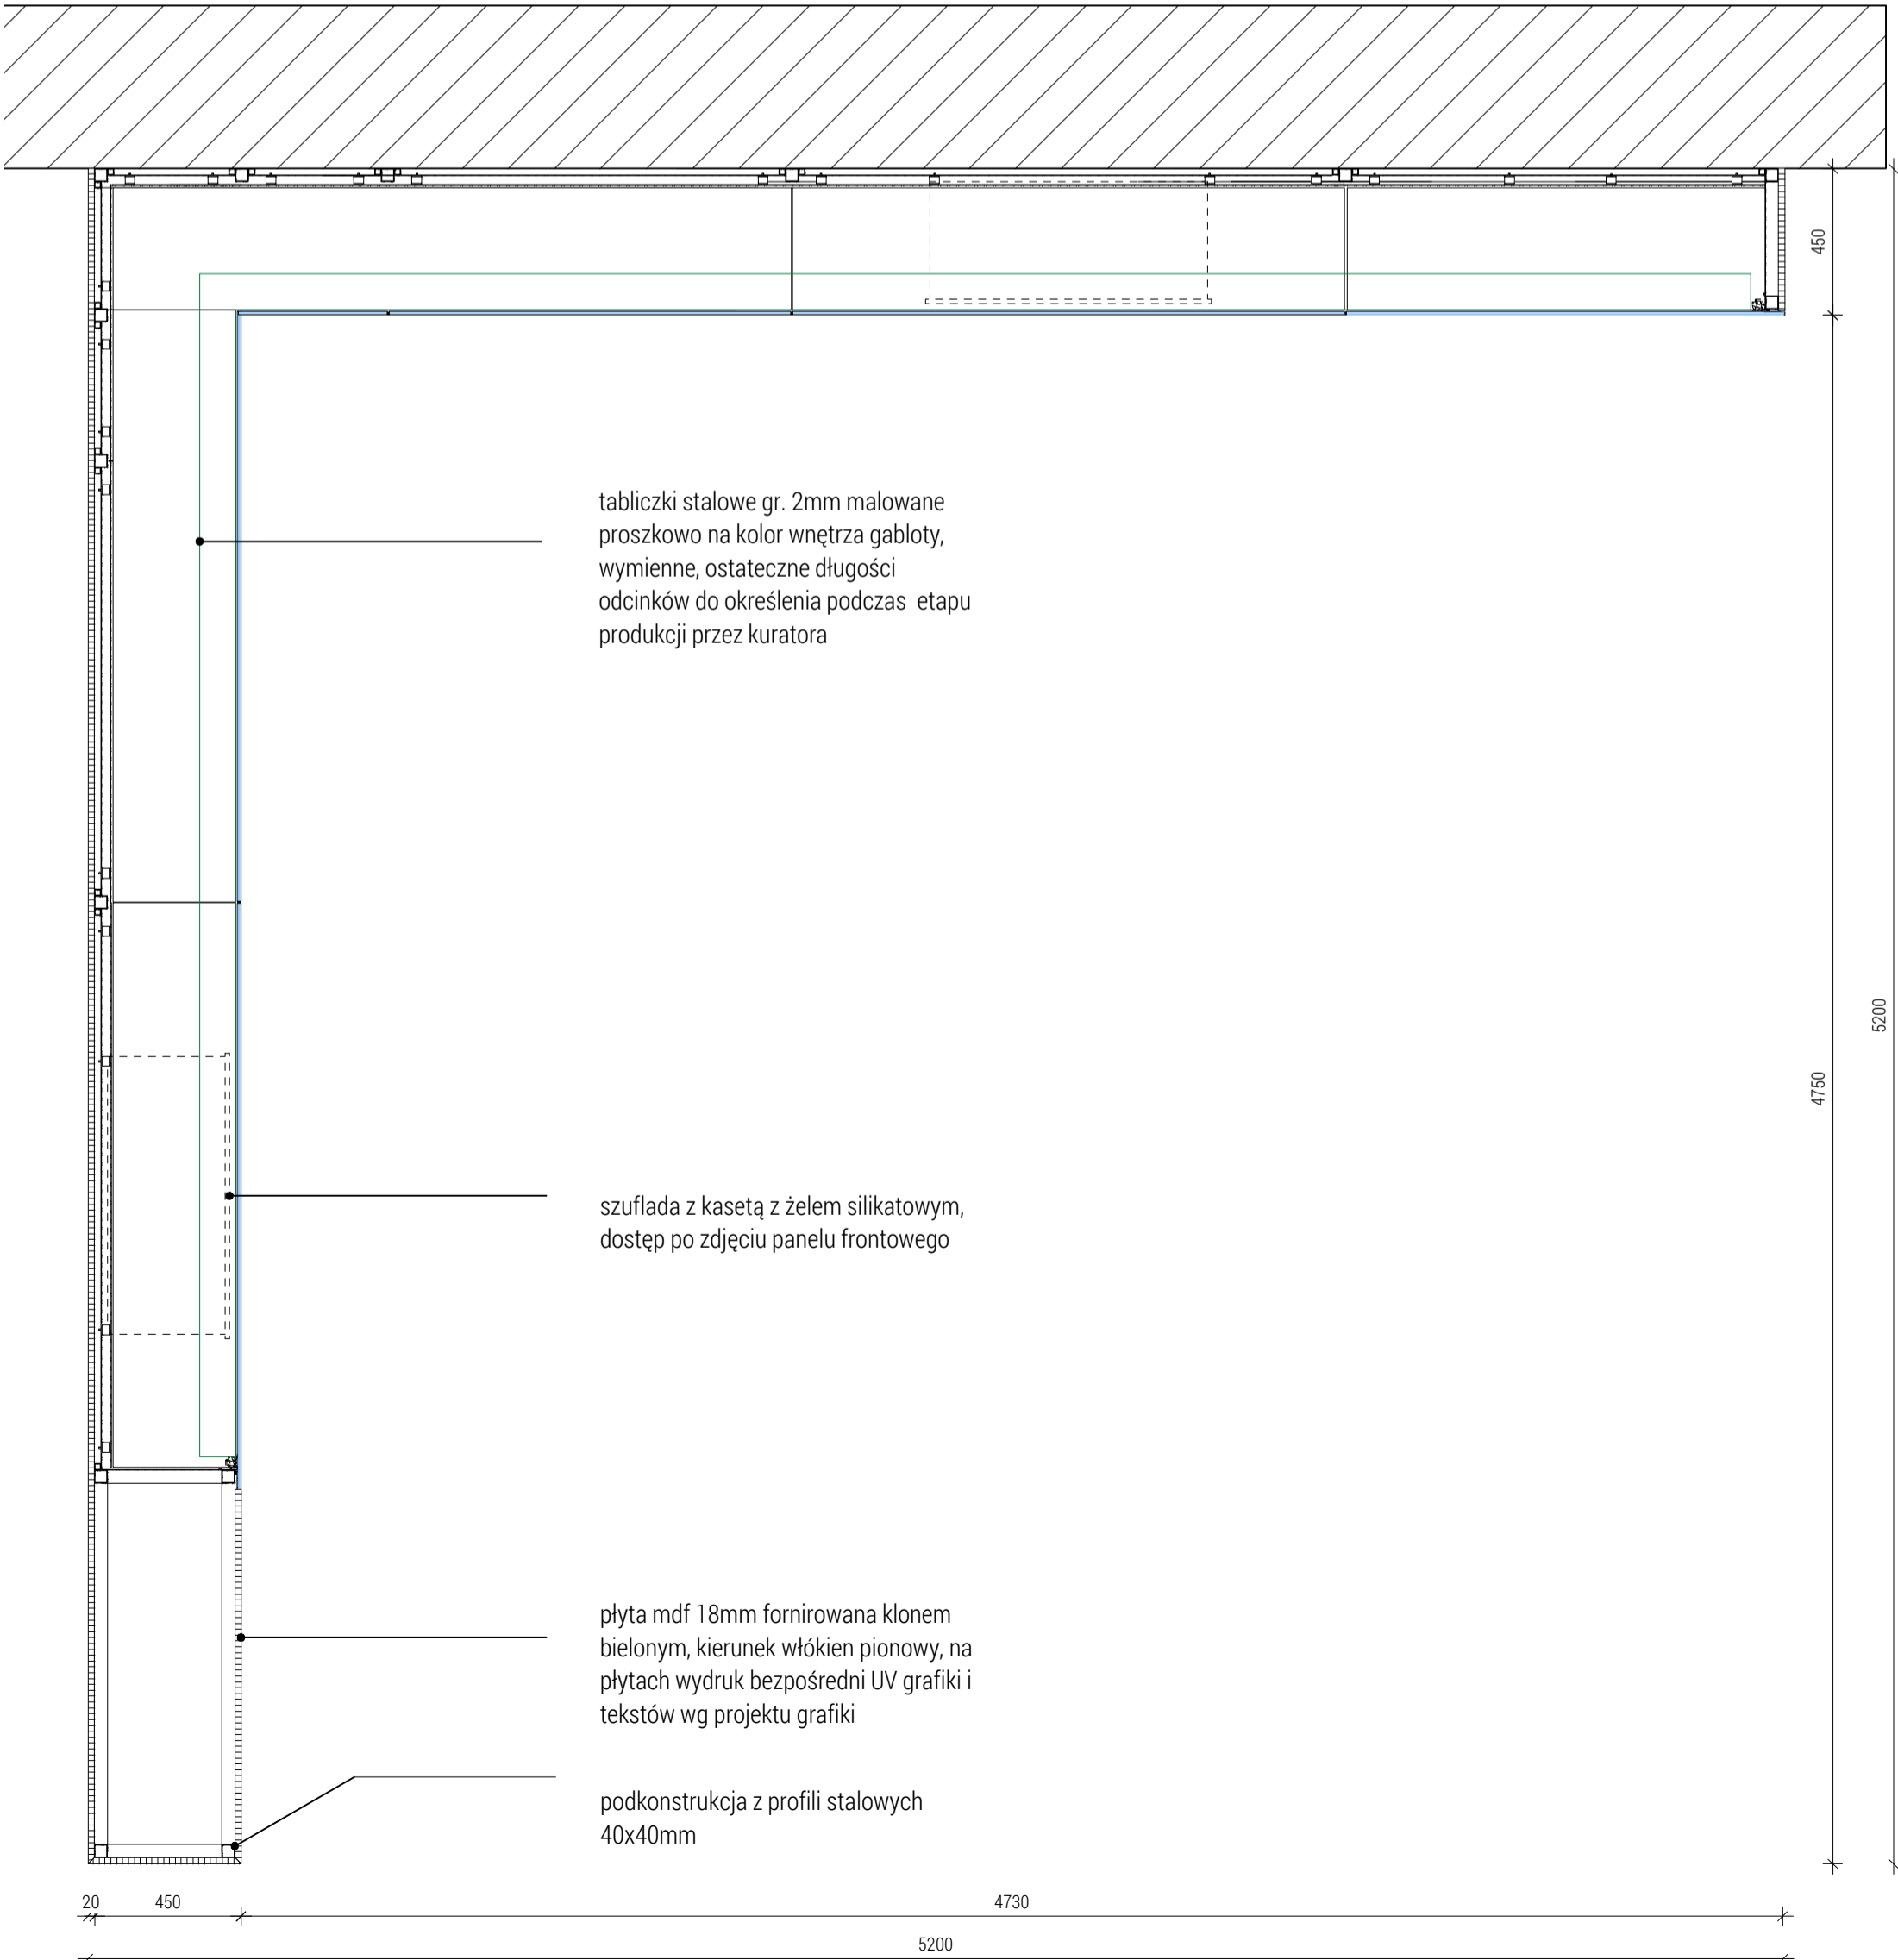 450
tabliczki stalowe gr. 2mm malowane
proszkowo na kolor wnętrza gabloty,
wymienne, ostateczne długości
odcinków do określenia podczas  etapu
produkcji przez kuratora
5200
4750
szuflada z kasetą z żelem silikatowym,
dostęp po zdjęciu panelu frontowego
płyta mdf 18mm fornirowana klonem
bielonym, kierunek włókien pionowy, na
płytach wydruk bezpośredni UV grafiki i
tekstów wg projektu grafiki
podkonstrukcja z profili stalowych
40x40mm
20 450 4730
5200